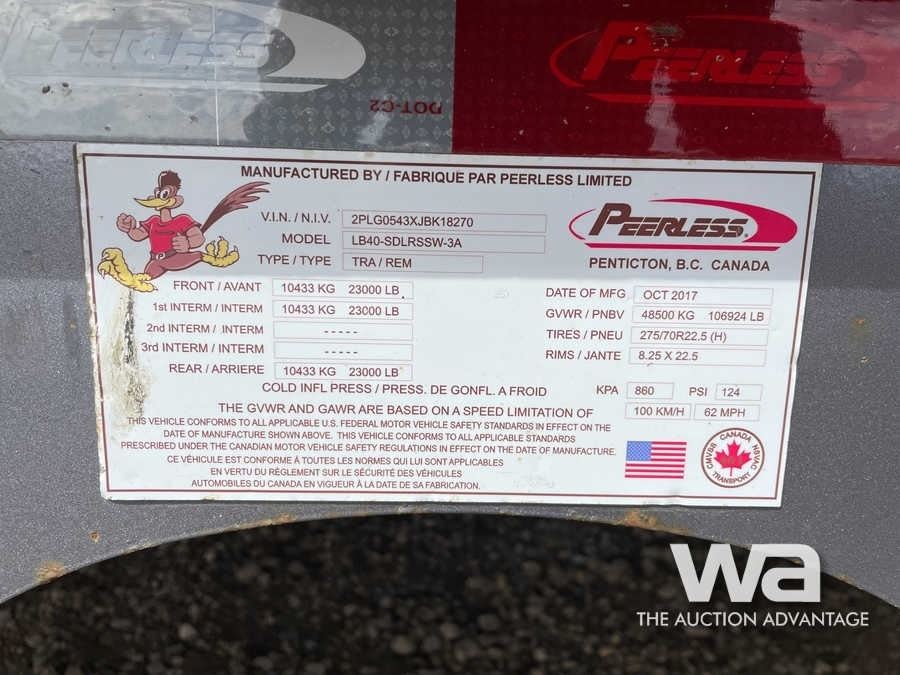 PEERLESS
PEERLESS
DOT-C2
MANUFACTURED BY / FABRIQUE PAR PEERLESS LIMITED
V.I.N. / N.I.V. 2PLG0543XJBK18270
MODEL LB40-SDLRSSW-3A
TYPE / TYPE TRA / REM
PEERLESS
PEERLESS®
PENTICTON, B.C. CANADA
FRONT / AVANT 10433 KG 23000 LB
1st INTERM / INTERM 10433 KG 23000 LB
2nd INTERM / INTERM - - - - -
3rd INTERM / INTERM - - - - -
REAR / ARRIERE 10433 KG 23000 LB
DATE OF MFG OCT 2017
GVWR / PNBV 48500 KG 106924 LB
TIRES / PNEU 275/70R22.5 (H)
RIMS / JANTE 8.25 X 22.5
COLD INFL PRESS / PRESS. DE GONFL. A FROID KPA 860 PSI 124
THE GVWR AND GAWR ARE BASED ON A SPEED LIMITATION OF 100 KM/H 62 MPH
THIS VEHICLE CONFORMS TO ALL APPLICABLE U.S. FEDERAL MOTOR VEHICLE SAFETY STANDARDS IN EFFECT ON THE
DATE OF MANUFACTURE SHOWN ABOVE. THIS VEHICLE CONFORMS TO ALL APPLICABLE STANDARDS
PRESCRIBED UNDER THE CANADIAN MOTOR VEHICLE SAFETY REGULATIONS IN EFFECT ON THE DATE OF MANUFACTURE.
CE VÉHICULE EST CONFORME À TOUTES LES NORMES QUI LUI SONT APPLICABLES
EN VERTU DU RÈGLEMENT SUR LE SÉCURITÉ DES VÉHICULES
AUTOMOBILES DU CANADA EN VIGUEUR À LA DATE DE SA FABRICATION.
CANADA
CMVSS NSVAC
TRANSPORT
wa
THE AUCTION ADVANTAGE